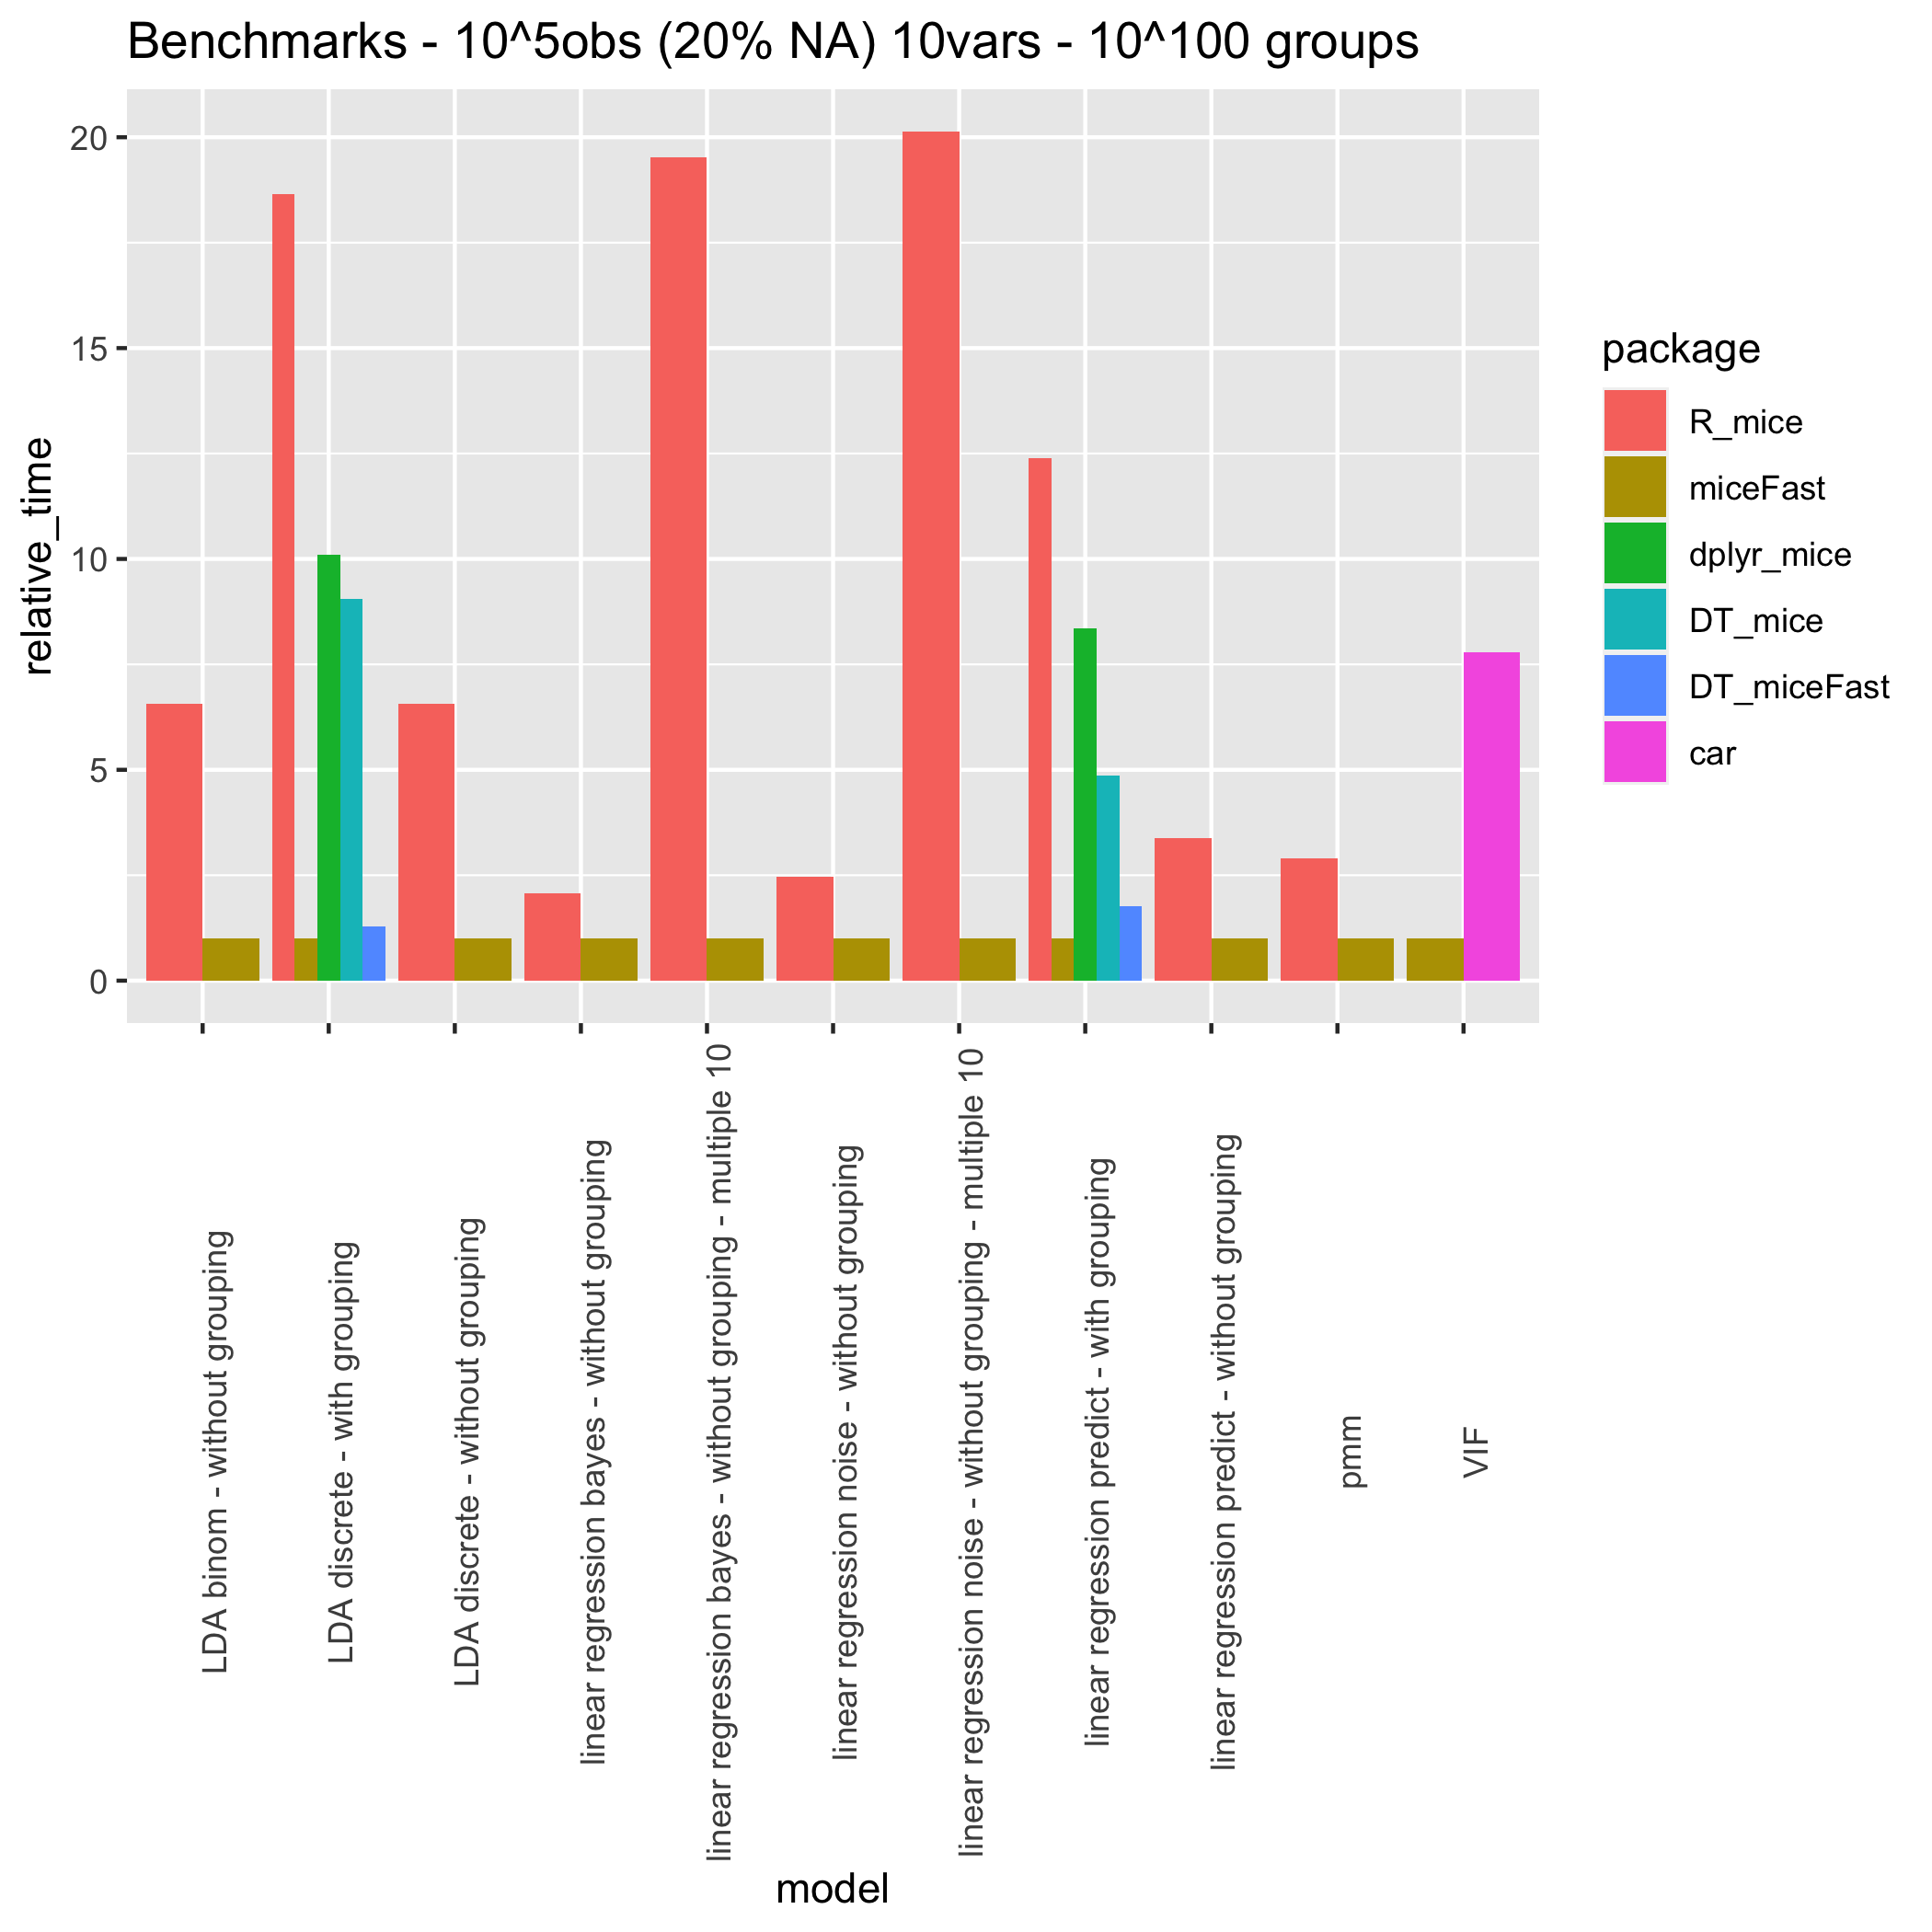 Benchmarks - 10^5obs (20% NA) 10vars - 10^100 groups
relative_time
20
15
10
5
0
LDA binom - without grouping
LDA discrete - with grouping
LDA discrete - without grouping
linear regression bayes - without grouping
linear regression bayes - without grouping - multiple 10
linear regression noise - without grouping
linear regression noise - without grouping - multiple 10
linear regression predict - with grouping
linear regression predict - without grouping
pmm
VIF
model
package
R_mice
miceFast
dplyr_mice
DT_mice
DT_miceFast
car